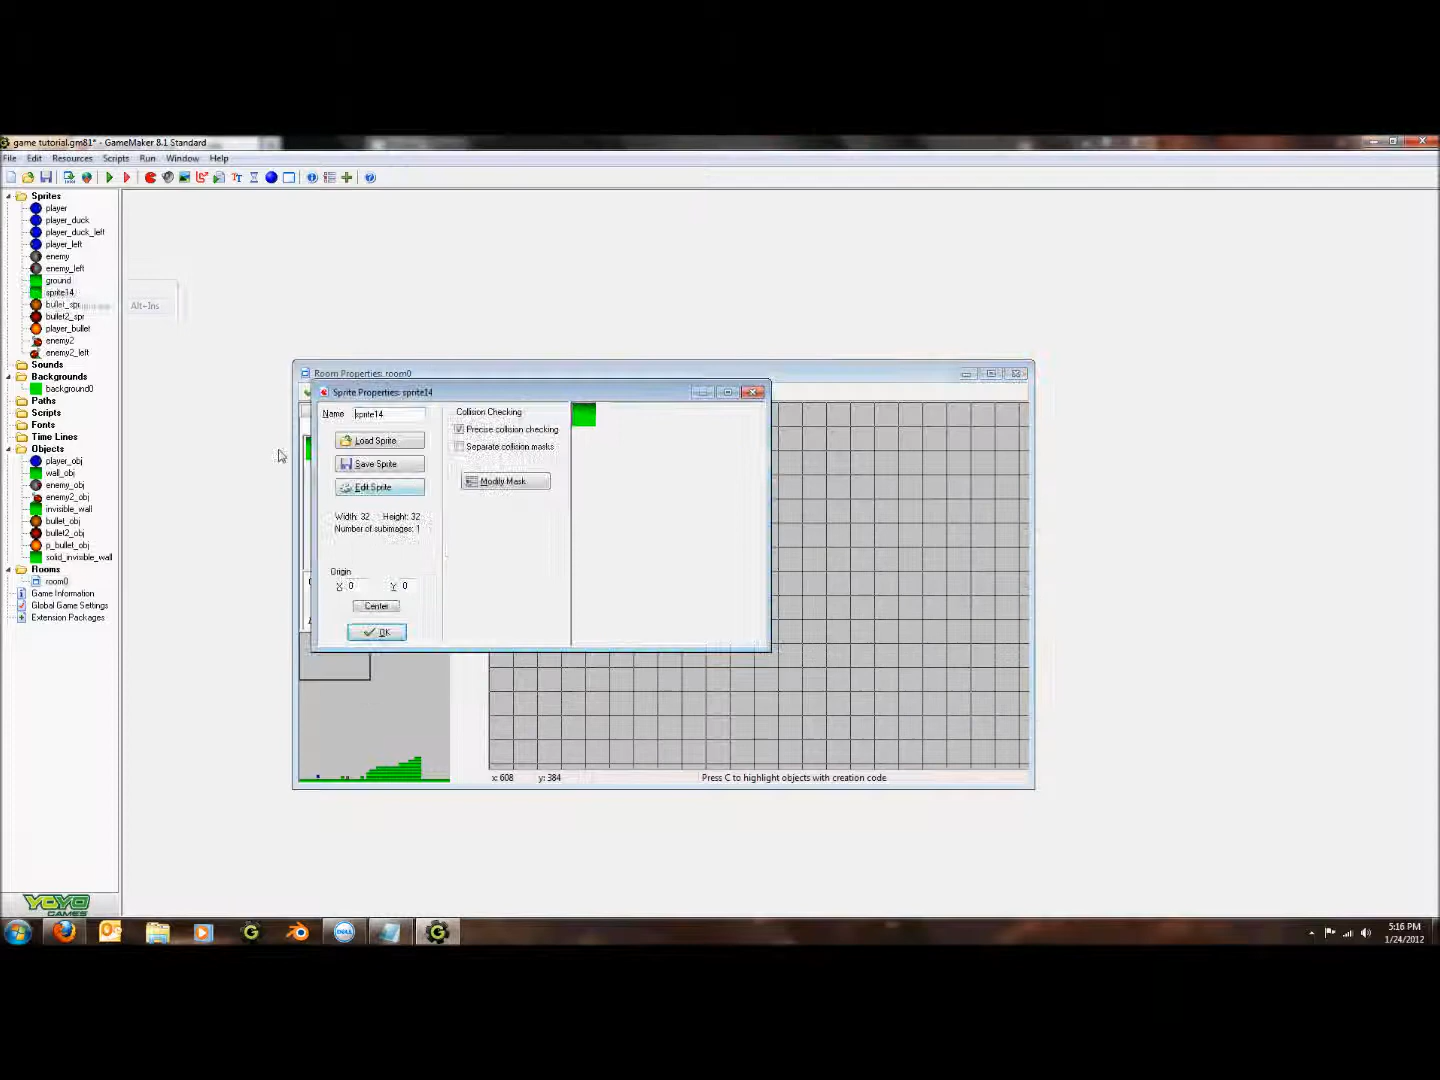 game tutorial.gm81* - GameMaker 8.1 Standard
File Edit Resources Scripts Run Window Help
Sprites
player
player_duck
player_duck_left
player_left
enemy
enemy_left
ground
sprite14
bullet_spr
bullet2_spr
player_bullet
enemy2
enemy2_left
Sounds
Backgrounds
background0
Paths
Scripts
Fonts
Time Lines
Objects
player_obj
wall_obj
enemy_obj
enemy2_obj
invisible_wall
bullet_obj
bullet2_obj
p_bullet_obj
solid_invisible_wall
Rooms
room0
Game Information
Global Game Settings
Extension Packages
YOYO
GAMES
Alt+Ins
Room Properties: room0
Sprite Properties: sprite14
Name sprite14
Load Sprite
Save Sprite
Edit Sprite
Width: 32 Height: 32
Number of subimages: 1
Origin
X 0 Y 0
Center
OK
Collision Checking
Precise collision checking
Separate collision masks
Modify Mask
x: 608 y: 384 Press C to highlight objects with creation code
DELL
5:16 PM
1/24/2012